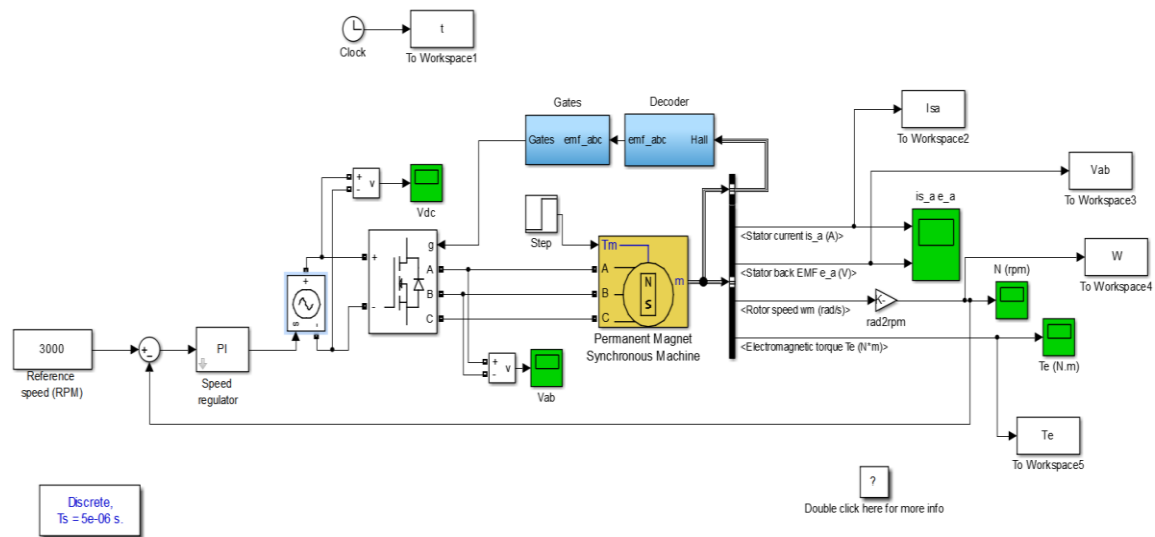 t
Clock
To Workspace1
Gates
Decoder
Gates emf_abc
emf_abc Hall
Isa
To Workspace2
Vab
To Workspace3
is_a e_a
+
-
v
Vdc
Step
g
Tm
<Stator current is_a (A)>
W
To Workspace4
+
-
A
B
C
A
B
C
N
S
m
<Stator back EMF e_a (V)>
N (rpm)
K-
rad2rpm
<Rotor speed wm (rad/s)>
+
s
-
Permanent Magnet
Synchronous Machine
<Electromagnetic torque Te (N*m)>
Te (N.m)
3000
Reference
speed (RPM)
+
-
PI
Speed
regulator
+
-
v
Vab
Te
To Workspace5
?
Double click here for more info
Discrete,
Ts = 5e-06 s.